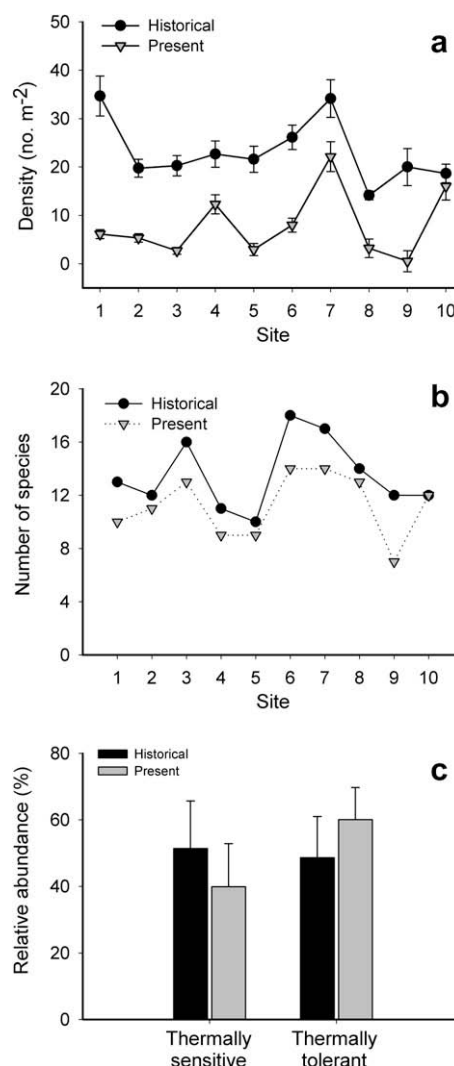 Historical
Present
a
Density (no. m-2)
50
40
30
20
10
0
1 2 3 4 5 6 7 8 9 10
Site
Historical
Present
b
Number of species
20
16
12
8
4
0
1 2 3 4 5 6 7 8 9 10
Site
Historical
Present
c
Relative abundance (%)
80
60
40
20
0
Thermally
sensitive
Thermally
tolerant